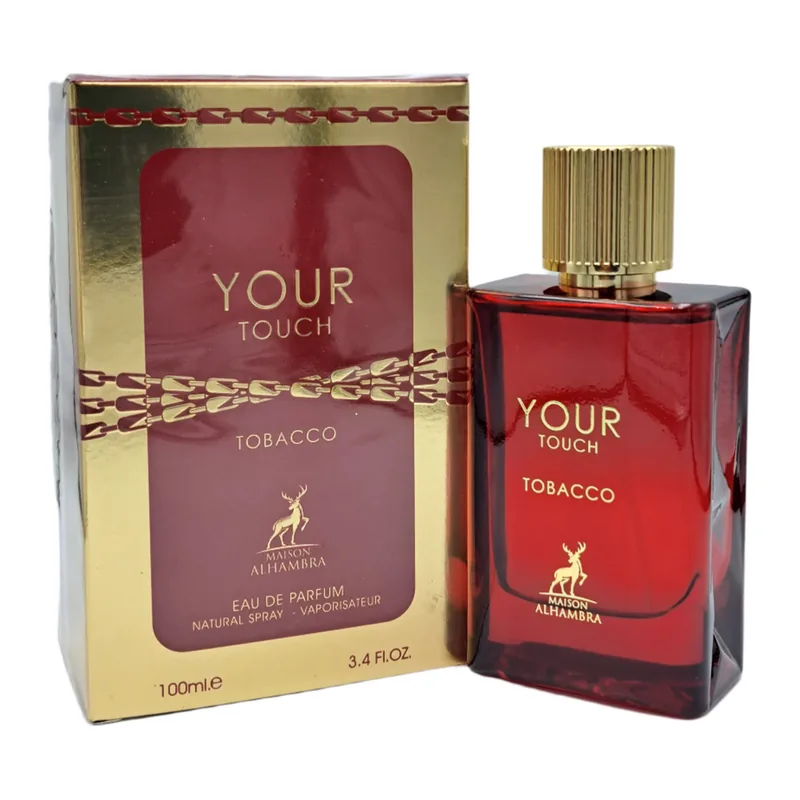 YOUR
TOUCH
TOBACCO
MAISON
ALHAMBRA
EAU DE PARFUM
NATURAL SPRAY - VAPORISATEUR
100ml.e
3.4 Fl.OZ.
YOUR
TOUCH
TOBACCO
MAISON
ALHAMBRA